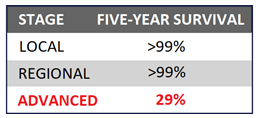 STAGE FIVE-YEAR SURVIVAL
LOCAL >99%
REGIONAL >99%
ADVANCED 29%